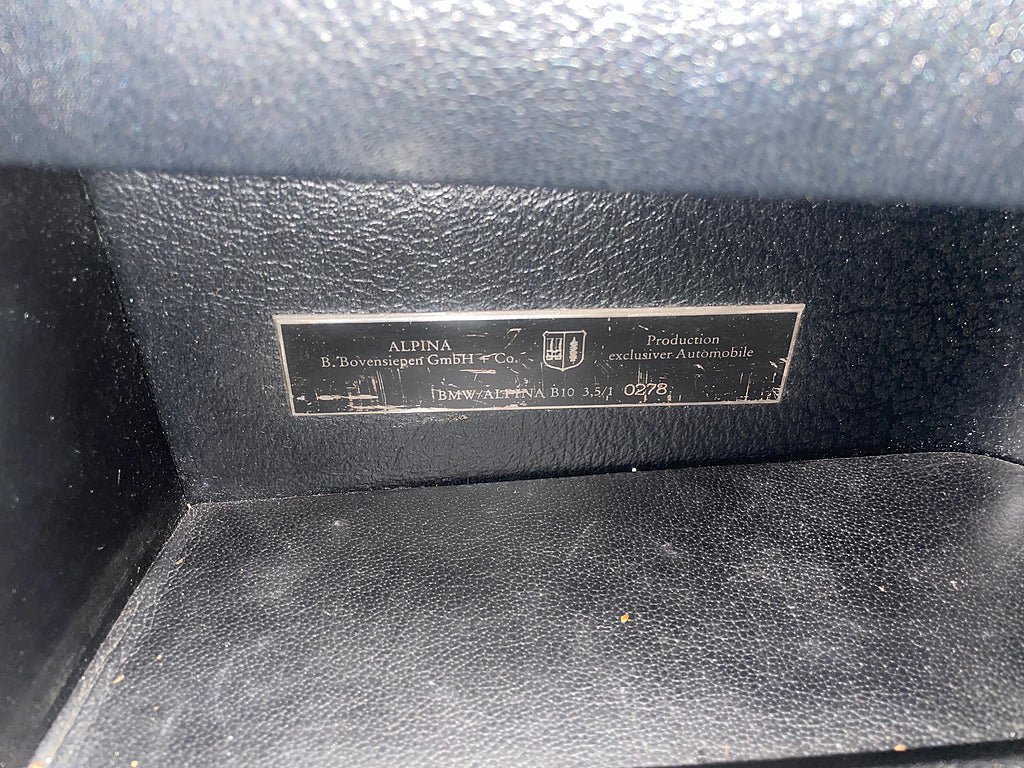 ALPINA
B. Bovensiepen GmbH + Co.
Production
exclusiver Automobile
BMW/ALPINA B10 3,5/1 0278